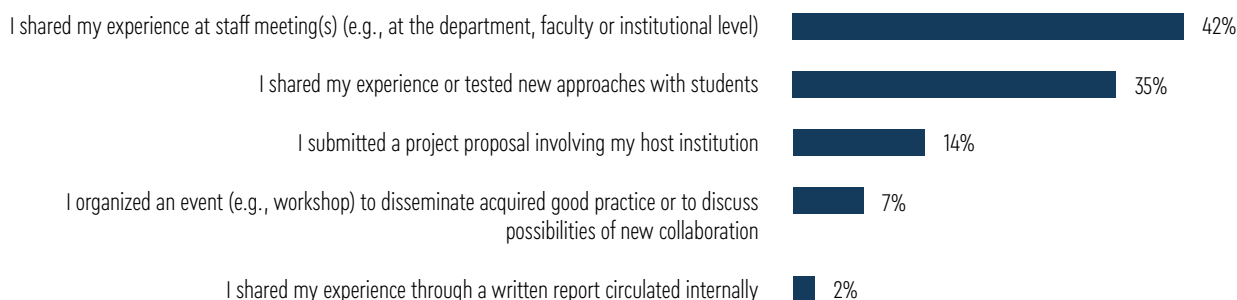 I shared my experience at staff meeting(s) (e.g., at the department, faculty or institutional level) 42%
I shared my experience or tested new approaches with students 35%
I submitted a project proposal involving my host institution 14%
I organized an event (e.g., workshop) to disseminate acquired good practice or to discuss
possibilities of new collaboration 7%
I shared my experience through a written report circulated internally 2%